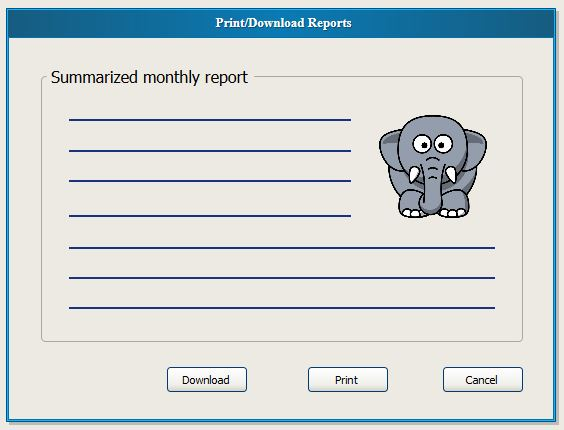 Print/Download Reports
Summarized monthly report
Download
Print
Cancel